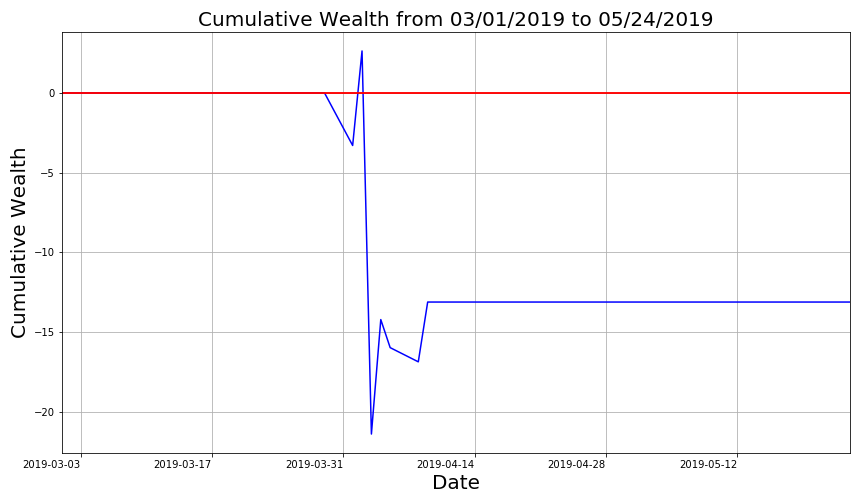 Cumulative Wealth from 03/01/2019 to 05/24/2019
Cumulative Wealth
0
−5
−10
−15
−20
2019-03-03 2019-03-17 2019-03-31 2019-04-14 2019-04-28 2019-05-12
Date